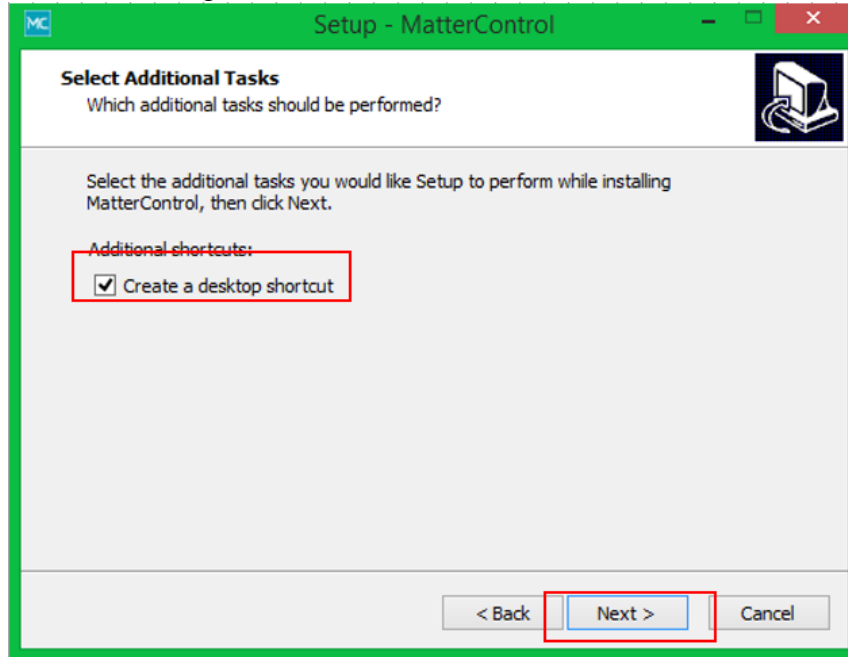 MC Setup - MatterControl
Select Additional Tasks
Which additional tasks should be performed?
Select the additional tasks you would like Setup to perform while installing
MatterControl, then click Next.
Additional shortcuts:
Create a desktop shortcut
< Back Next > Cancel